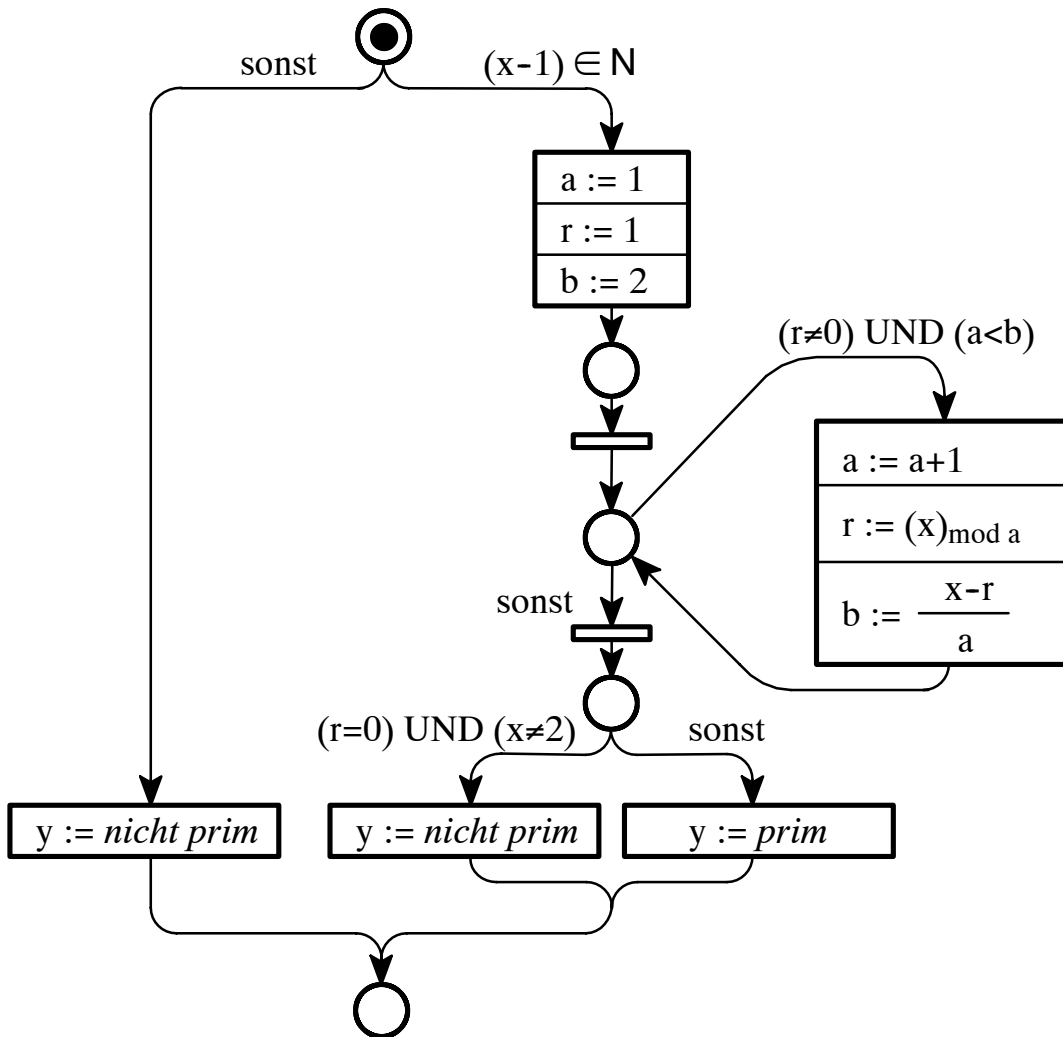 sonst
(x-1) ∈ N
a := 1
r := 1
b := 2
(r≠0) UND (a<b)
a := a+1
r := (x)mod a
b := x-r
a
sonst
(r=0) UND (x≠2)
sonst
y := nicht prim
y := nicht prim
y := prim